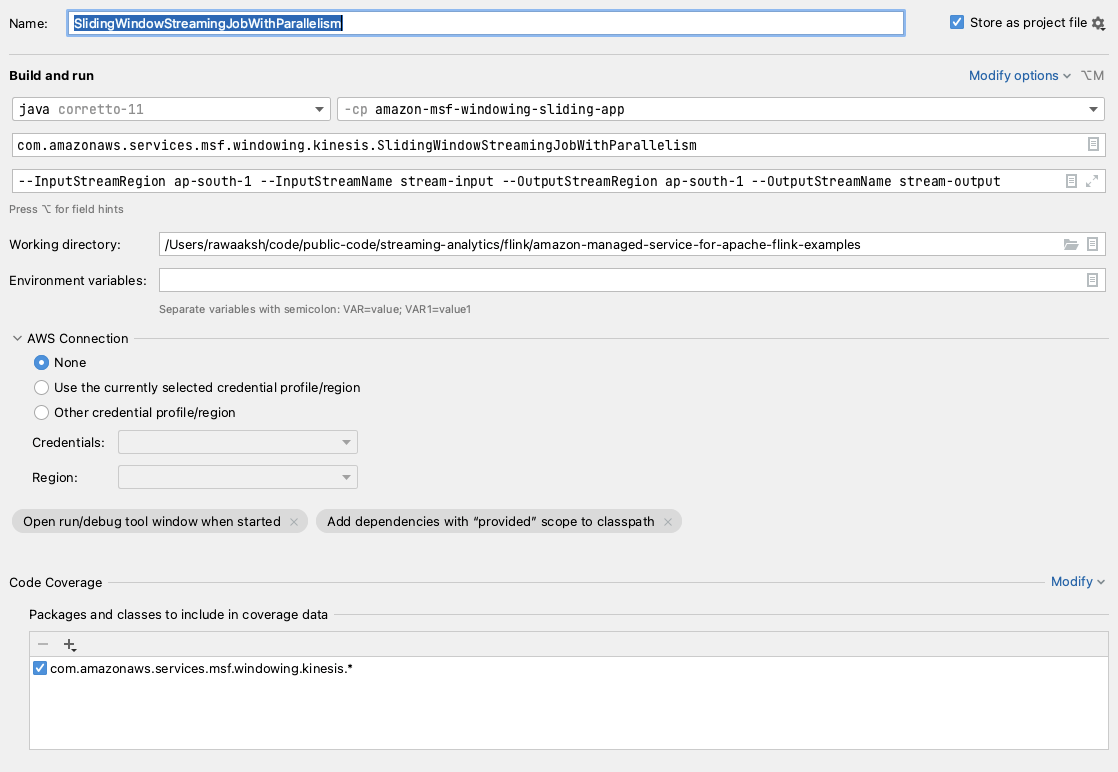 Name: SlidingWindowStreamingJobWithParallelism Store as project file
Build and run Modify options ⌥M
java corretto-11 -cp amazon-msf-windowing-sliding-app
com.amazonaws.services.msf.windowing.kinesis.SlidingWindowStreamingJobWithParallelism
--InputStreamRegion ap-south-1 --InputStreamName stream-input --OutputStreamRegion ap-south-1 --OutputStreamName stream-output
Press ⌥ for field hints
Working directory: /Users/rawaaksh/code/public-code/streaming-analytics/flink/amazon-managed-service-for-apache-flink-examples
Environment variables:
Separate variables with semicolon: VAR=value; VAR1=value1
AWS Connection
None
Use the currently selected credential profile/region
Other credential profile/region
Credentials:
Region:
Open run/debug tool window when started × Add dependencies with “provided” scope to classpath ×
Code Coverage Modify
Packages and classes to include in coverage data
com.amazonaws.services.msf.windowing.kinesis.*